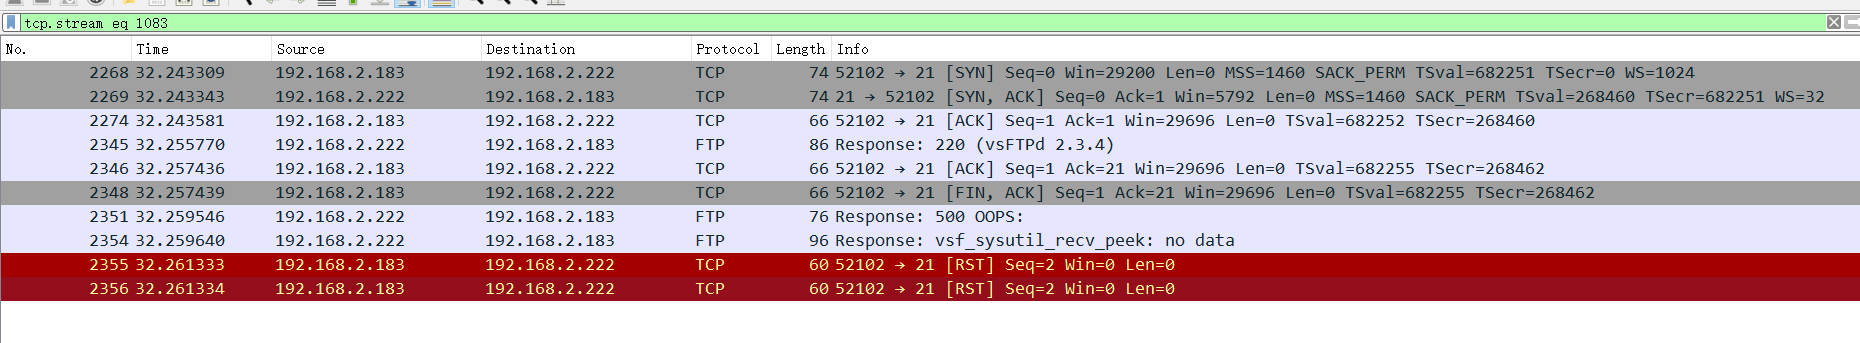 tcp.stream eq 1083
No. Time Source Destination Protocol Length Info
2268 32.243309 192.168.2.183 192.168.2.222 TCP 74 52102 → 21 [SYN] Seq=0 Win=29200 Len=0 MSS=1460 SACK_PERM TSval=682251 TSecr=0 WS=1024
2269 32.243343 192.168.2.222 192.168.2.183 TCP 74 21 → 52102 [SYN, ACK] Seq=0 Ack=1 Win=5792 Len=0 MSS=1460 SACK_PERM TSval=268460 TSecr=682251 WS=32
2274 32.243581 192.168.2.183 192.168.2.222 TCP 66 52102 → 21 [ACK] Seq=1 Ack=1 Win=29696 Len=0 TSval=682252 TSecr=268460
2345 32.255770 192.168.2.222 192.168.2.183 FTP 86 Response: 220 (vsFTPd 2.3.4)
2346 32.257436 192.168.2.183 192.168.2.222 TCP 66 52102 → 21 [ACK] Seq=1 Ack=21 Win=29696 Len=0 TSval=682255 TSecr=268462
2348 32.257439 192.168.2.183 192.168.2.222 TCP 66 52102 → 21 [FIN, ACK] Seq=1 Ack=21 Win=29696 Len=0 TSval=682255 TSecr=268462
2351 32.259546 192.168.2.222 192.168.2.183 FTP 76 Response: 500 OOPS:
2354 32.259640 192.168.2.222 192.168.2.183 FTP 96 Response: vsf_sysutil_recv_peek: no data
2355 32.261333 192.168.2.183 192.168.2.222 TCP 60 52102 → 21 [RST] Seq=2 Win=0 Len=0
2356 32.261334 192.168.2.183 192.168.2.222 TCP 60 52102 → 21 [RST] Seq=2 Win=0 Len=0